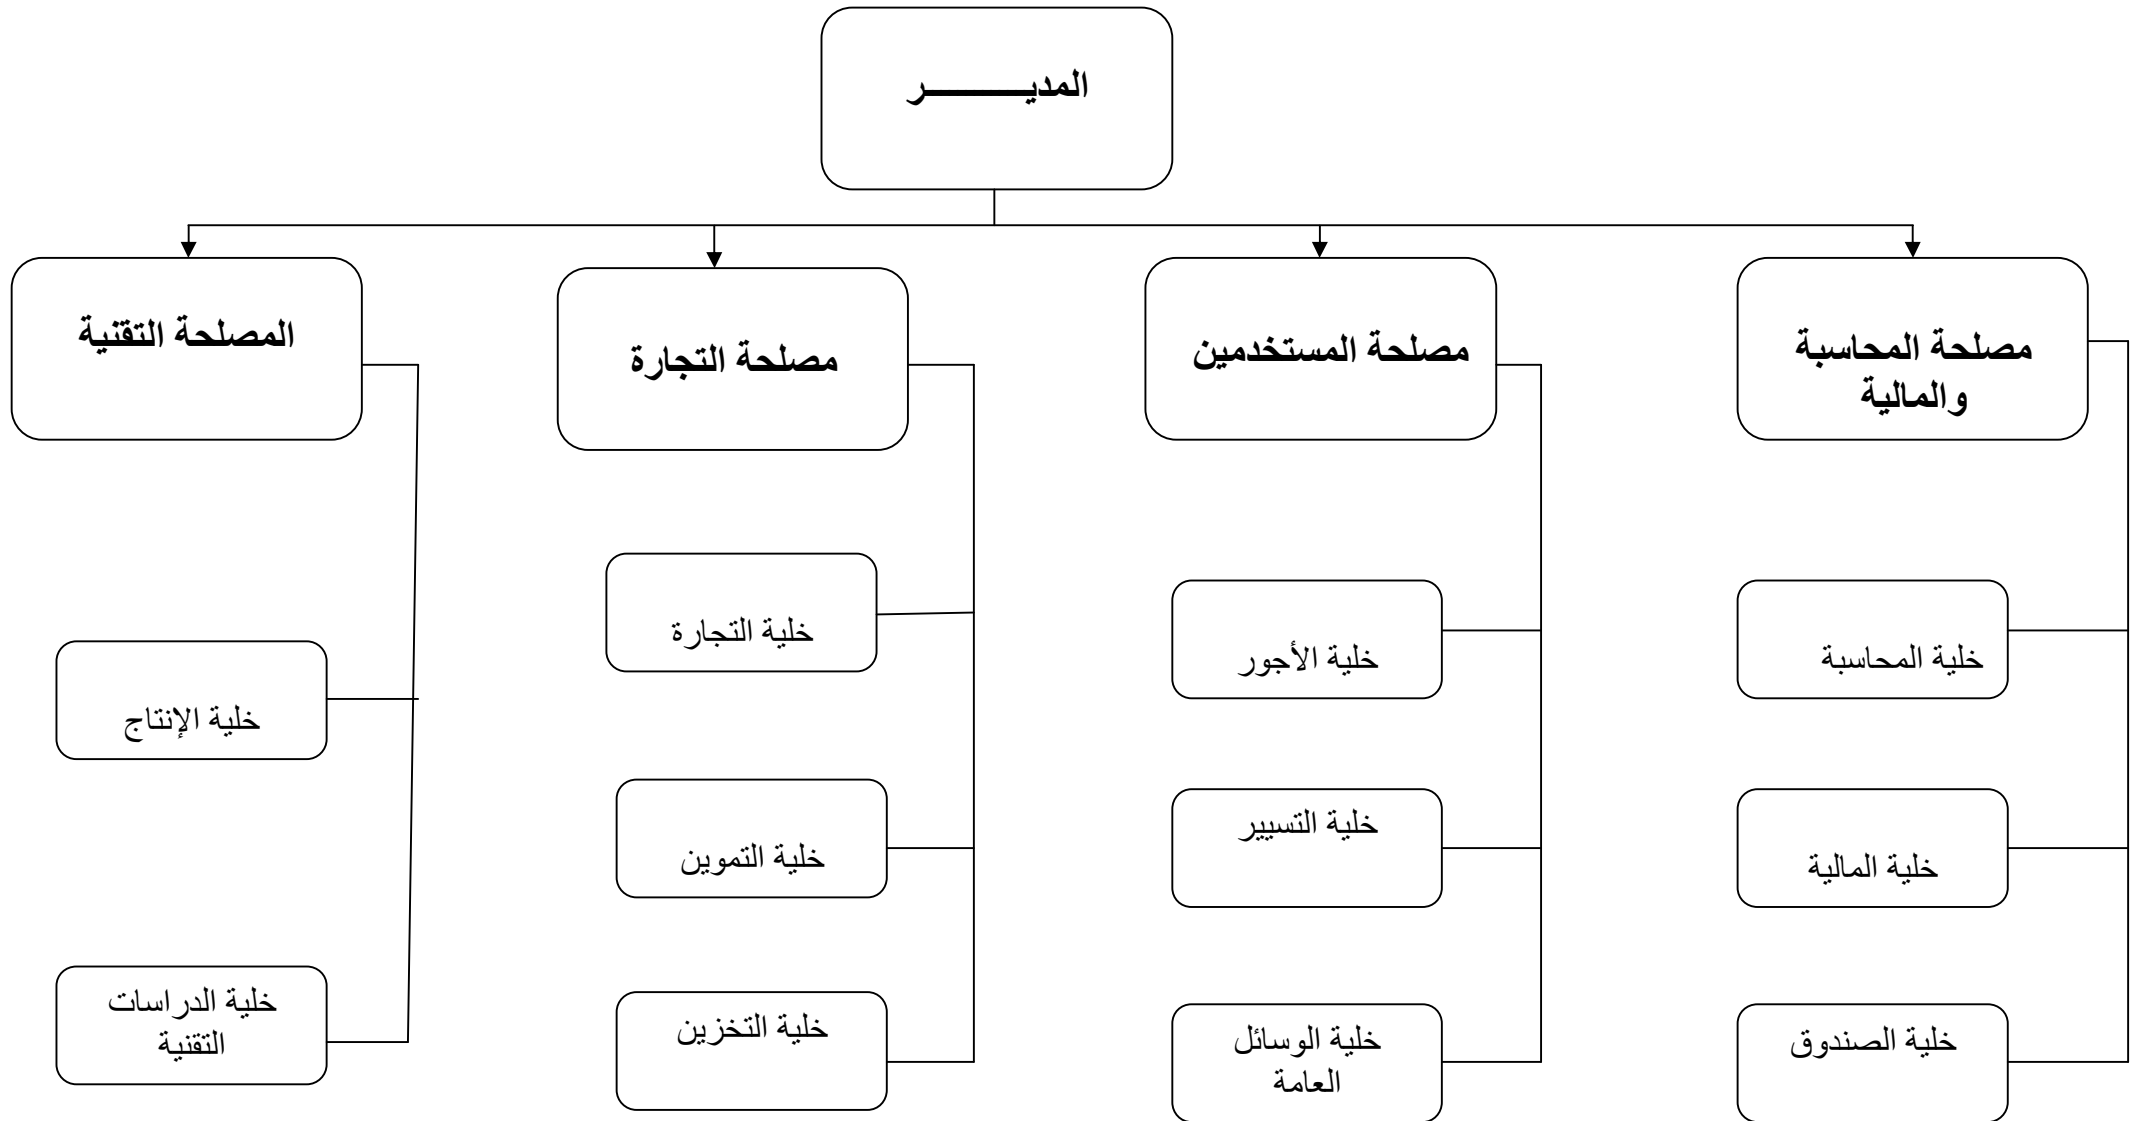 المديـــــــــــر
مصلحة المحاسبة
والمالية
مصلحة المستخدمين
مصلحة التجارة
المصلحة التقنية
خلية المحاسبة
خلية المالية
خلية الصندوق
خلية الأجور
خلية التسيير
خلية الوسائل
العامة
خلية التجارة
خلية التموين
خلية التخزين
خلية الإنتاج
خلية الدراسات
التقنية